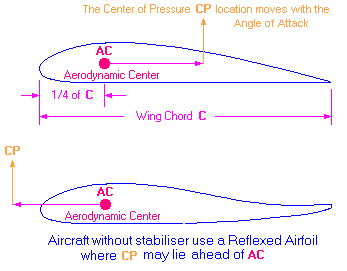 The Center of Pressure CP location moves with the
Angle of Attack
AC
Aerodynamic Center
1/4 of C
Wing Chord C
CP
AC
Aerodynamic Center
Aircraft without stabiliser use a Reflexed Airfoil
where CP may lie ahead of AC